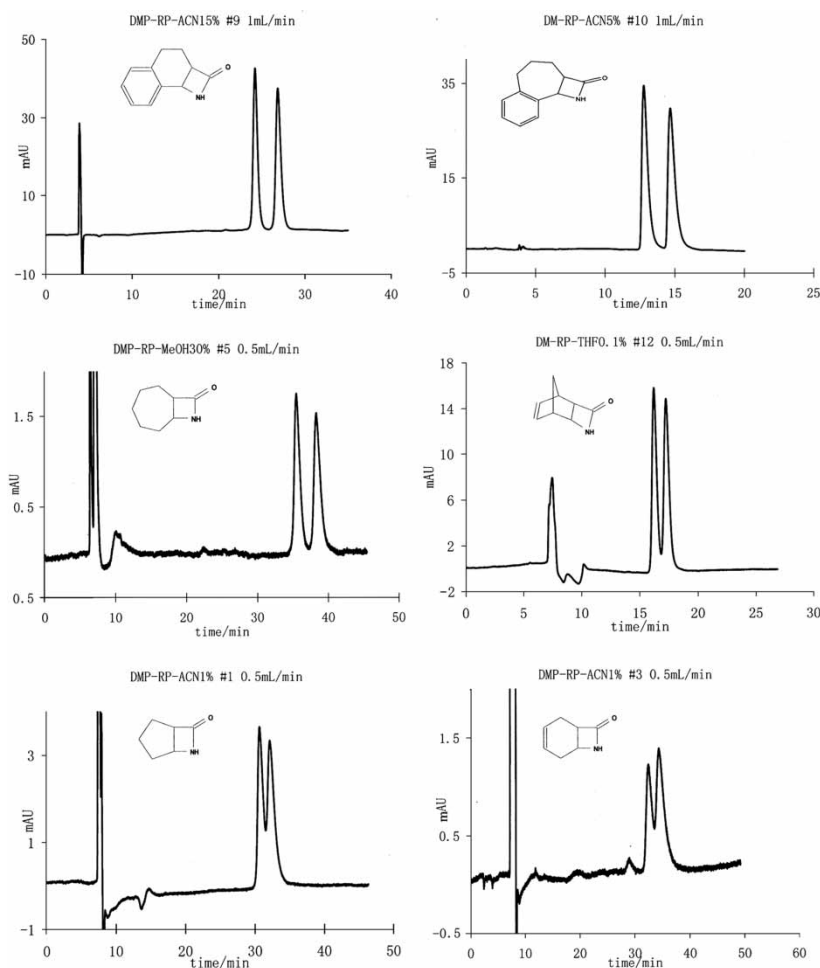 DMP-RP-ACN15% #9 1mL/min
50
30
10
-10
mAU
O
NH
0
10
20
30
40
time/min
DM-RP-ACN5% #10 1mL/min
35
15
-5
mAU
O
NH
0
5
10
15
20
25
time/min
DMP-RP-MeOH30% #5 0.5mL/min
1.5
0.5
0.5
mAU
O
NH
0
10
20
30
40
50
time/min
DM-RP-THF0.1% #12 0.5mL/min
18
14
10
6
2
-2
mAU
O
NH
0
5
10
15
20
25
30
time/min
DMP-RP-ACN1% #1 0.5mL/min
3
1
-1
mAU
O
NH
0
10
20
30
40
50
time/min
DMP-RP-ACN1% #3 0.5mL/min
1.5
0.5
-0.5
mAU
O
NH
0
10
20
30
40
50
60
time/min